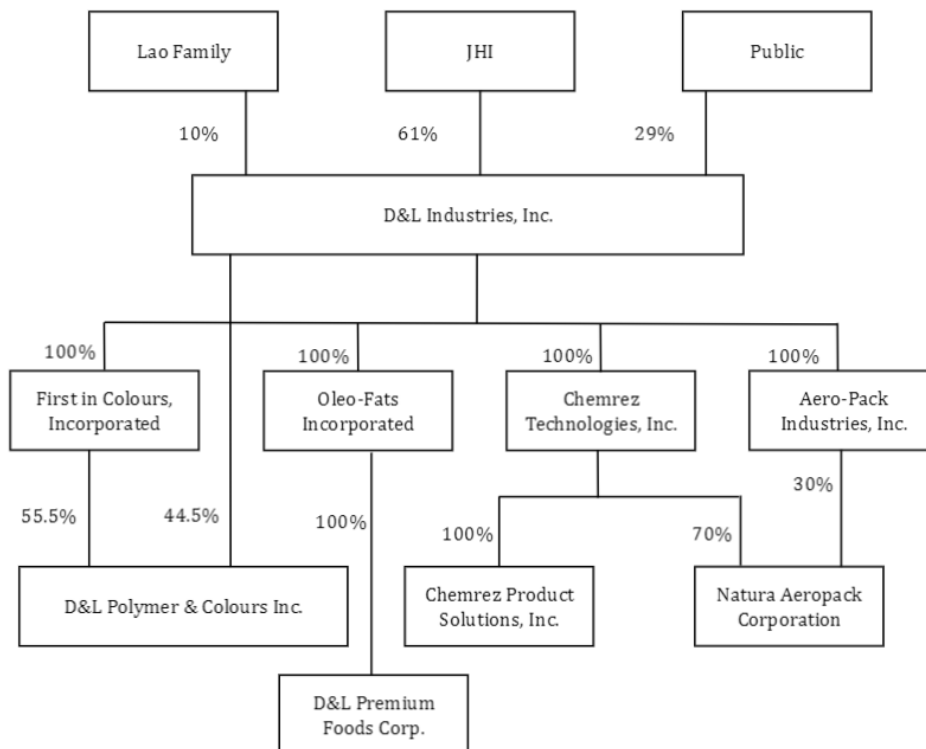 Lao Family
JHI
Public
10%
61%
29%
D&L Industries, Inc.
100%
100%
100%
100%
First in Colours,
Incorporated
Oleo-Fats
Incorporated
Chemrez
Technologies, Inc.
Aero-Pack
Industries, Inc.
55.5%
44.5%
100%
100%
70%
30%
D&L Polymer & Colours Inc.
Chemrez Product
Solutions, Inc.
Natura Aeropack
Corporation
D&L Premium
Foods Corp.